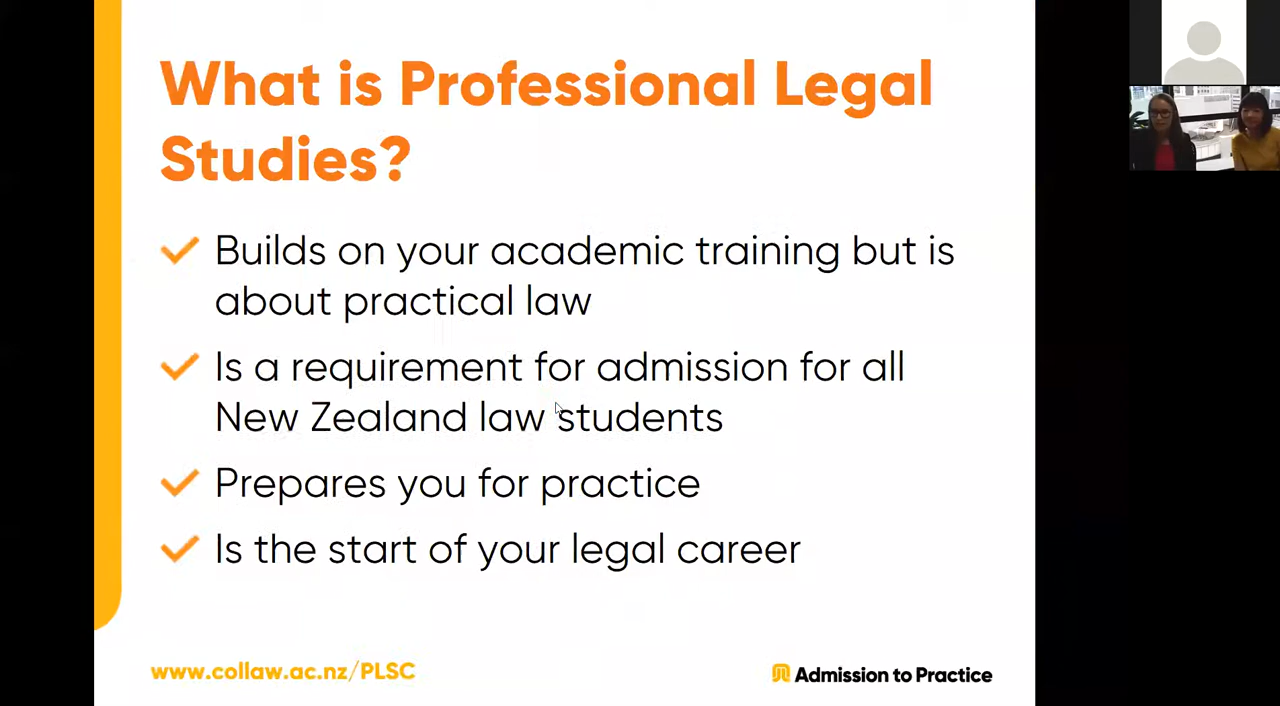 What is Professional Legal
Studies?
Builds on your academic training but is
about practical law
Is a requirement for admission for all
New Zealand law students
Prepares you for practice
Is the start of your legal career
www.collaw.ac.nz/PLSC
Admission to Practice